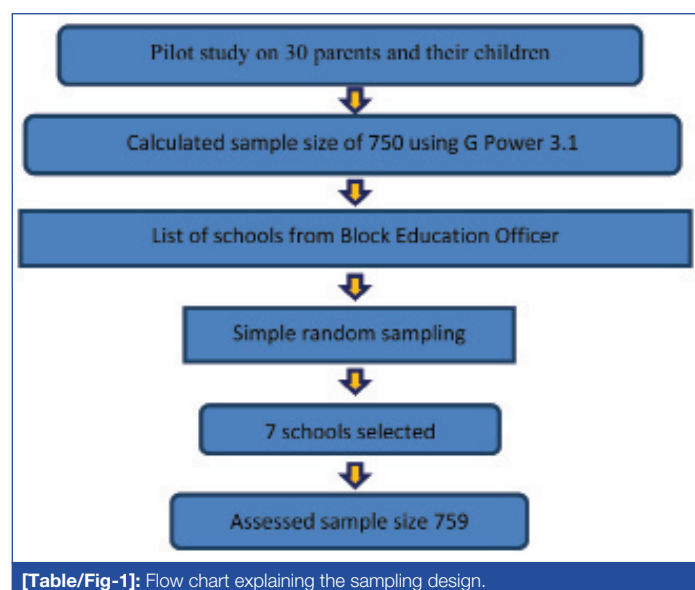 Pilot study on 30 parents and their children
Calculated sample size of 750 using G Power 3.1
List of schools from Block Education Officer
Simple random sampling
7 schools selected
Assessed sample size 759
[Table/Fig-1]: Flow chart explaining the sampling design.